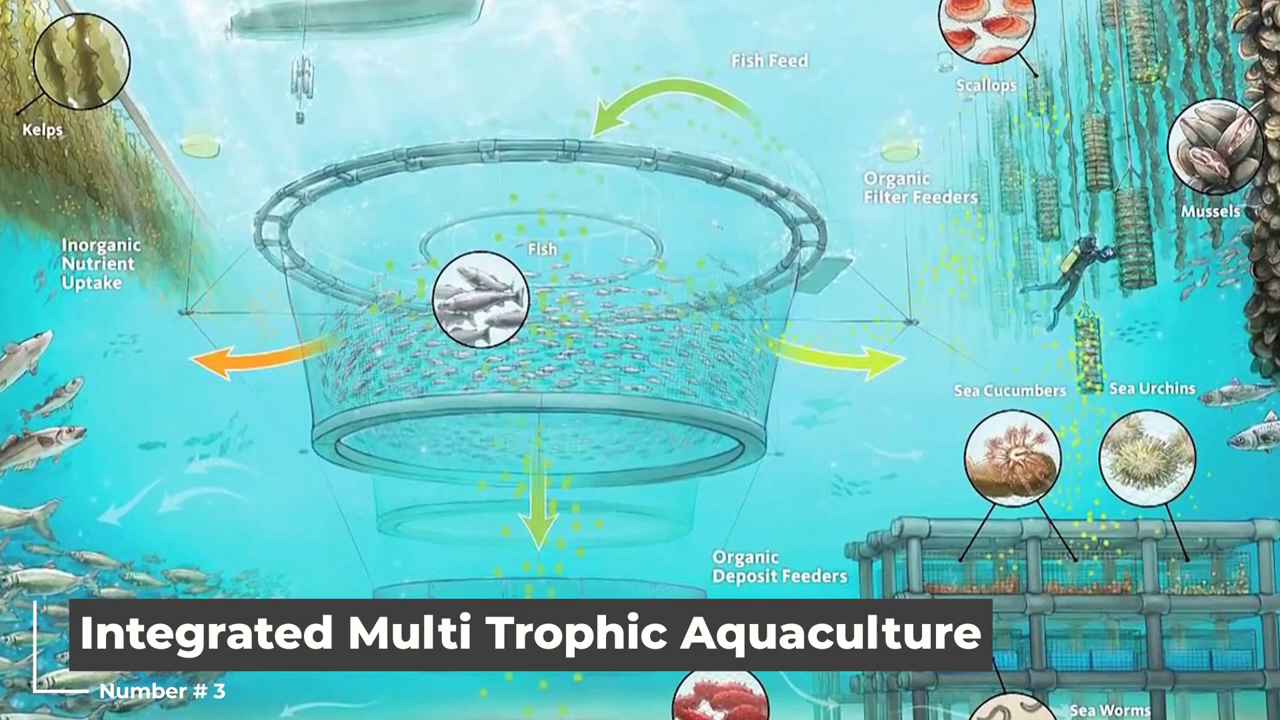 Fish Feed
Scallops
Kelps
Organic
Filter Feeders
Mussels
Inorganic
Nutrient
Uptake
Fish
Sea Cucumbers
Sea Urchins
Organic
Deposit Feeders
Integrated Multi Trophic Aquaculture
Number # 3
Sea Worms